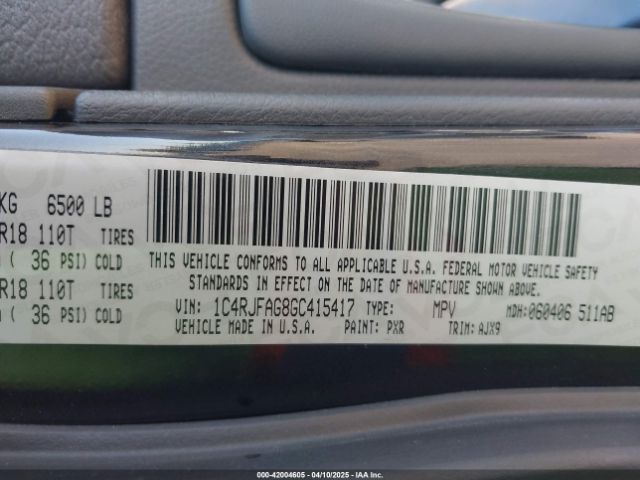 KG 6500 LB
R18 110T TIRES
( 36 PSI) COLD
R18 110T TIRES
( 36 PSI) COLD
THIS VEHICLE CONFORMS TO ALL APPLICABLE U.S.A. FEDERAL MOTOR VEHICLE SAFETY
STANDARDS IN EFFECT ON THE DATE OF MANUFACTURE SHOWN ABOVE.
VIN: 1C4RJFAG8GC415417 TYPE: MPV MDH:060406 511AB
VEHICLE MADE IN U.S.A. PAINT: PXR TRIM: AJX9
000-42004605 - 04/10/2025 - IAAI.com